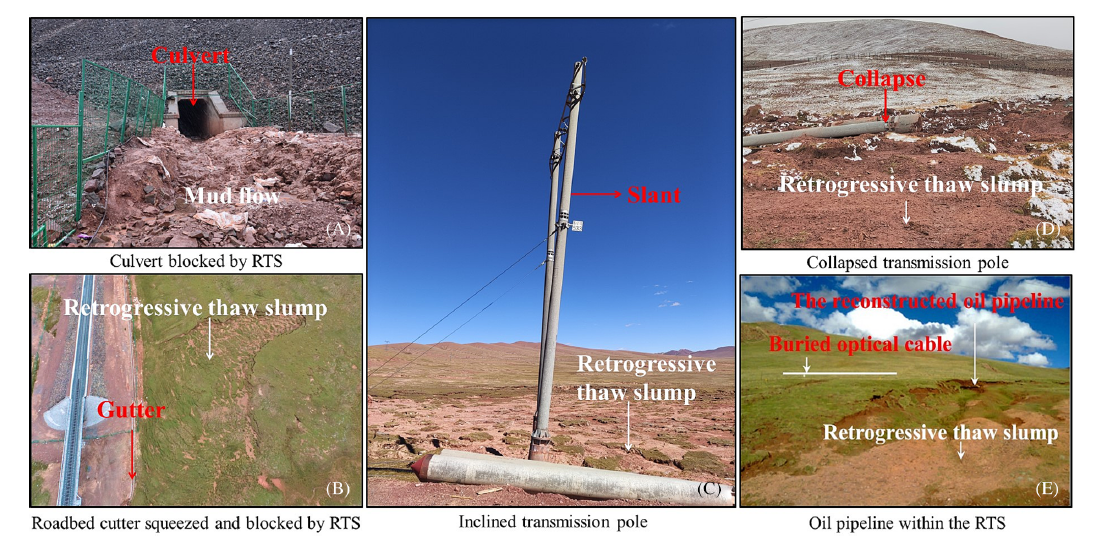 Culvert
Mud flow
(A)
Culvert blocked by RTS
Retrogressive thaw slump
Gutter
(B)
Roadbed cutter squeezed and blocked by RTS
Slant
Retrogressive
thaw slump
(C)
Inclined transmission pole
Collapse
Retrogressive thaw slump
(D)
Collapsed transmission pole
The reconstructed oil pipeline
Buried optical cable
Retrogressive thaw slump
(E)
Oil pipeline within the RTS